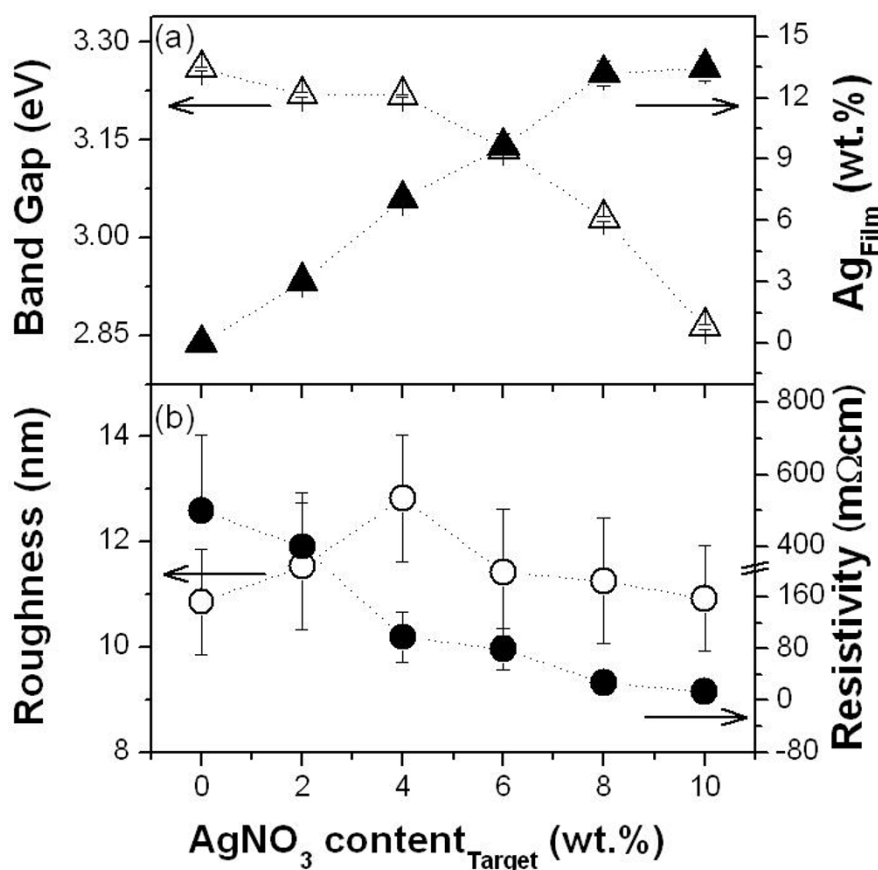 (a)
3.30
3.15
3.00
2.85
Band Gap (eV)
15
12
9
6
3
0
Ag_Film (wt.%)
(b)
14
12
10
8
Roughness (nm)
800
600
400
160
80
0
-80
Resistivity (mΩcm)
0 2 4 6 8 10
AgNO₃ content_Target (wt.%)